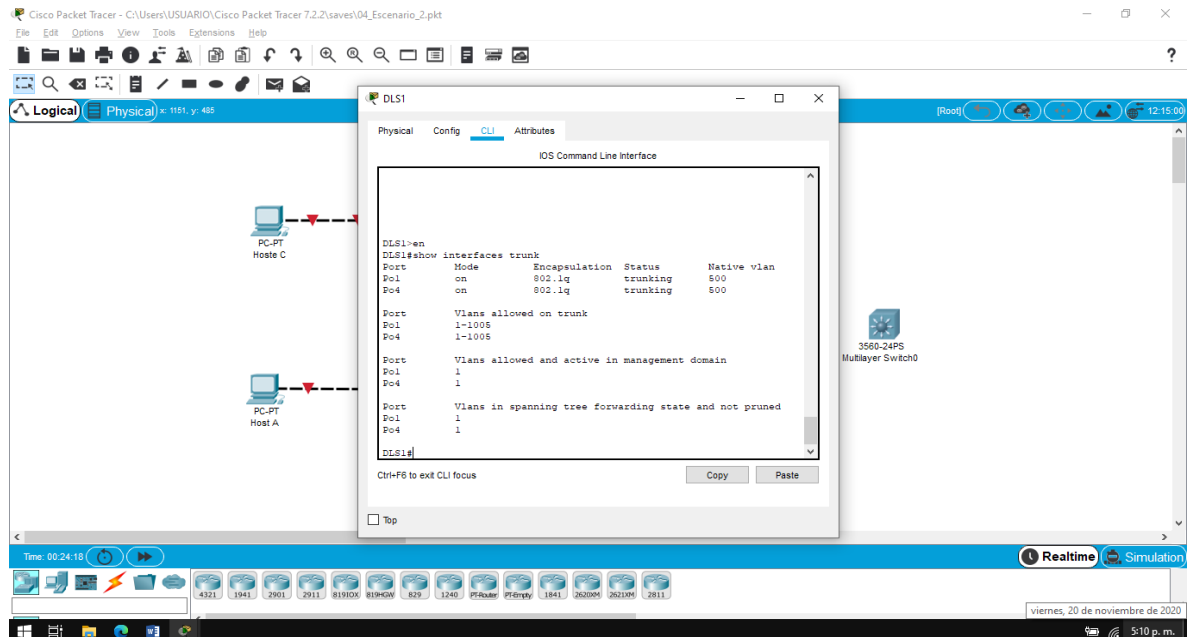 Cisco Packet Tracer - C:\Users\USUARIO\Cisco Packet Tracer 7.2.2\saves\04_Escenario_2.pkt
File Edit Options View Tools Extensions Help
Logical Physical x: 1151, y: 485 [Root] 12:15:00
DLS1
Physical Config CLI Attributes
IOS Command Line Interface
DLS1>en
DLS1#show interfaces trunk
Port Mode Encapsulation Status Native vlan
Po1 on 802.1q trunking 500
Po4 on 802.1q trunking 500
Port Vlans allowed on trunk
Po1 1-1005
Po4 1-1005
Port Vlans allowed and active in management domain
Po1 1
Po4 1
Port Vlans in spanning tree forwarding state and not pruned
Po1 1
Po4 1
DLS1#
Ctrl+F6 to exit CLI focus Copy Paste
Top
PC-PT
Hoste C
PC-PT
Host A
3560-24PS
Multilayer Switch0
Time: 00:24:18 Realtime Simulation
4321 1941 2901 2911 819IOX 819HGW 829 1240 PT-Router PT-Empty 1841 2620XM 2621XM 2811
viernes, 20 de noviembre de 2020
5:10 p. m.